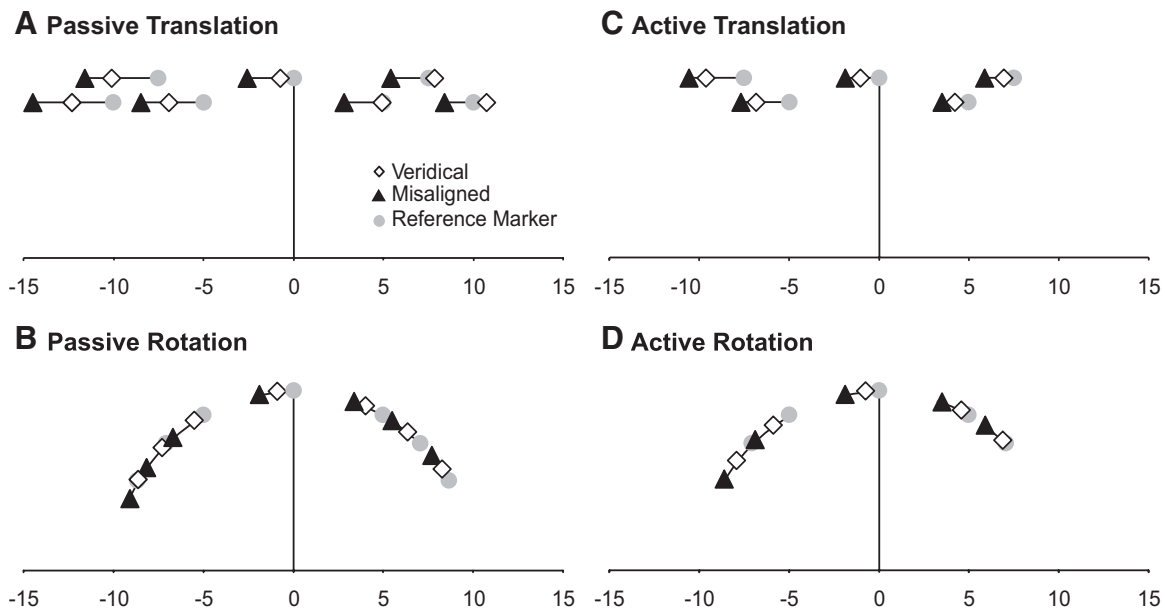 A Passive Translation
Veridical
Misaligned
Reference Marker
-15 -10 -5 0 5 10 15
C Active Translation
-15 -10 -5 0 5 10 15
B Passive Rotation
-15 -10 -5 0 5 10 15
D Active Rotation
-15 -10 -5 0 5 10 15